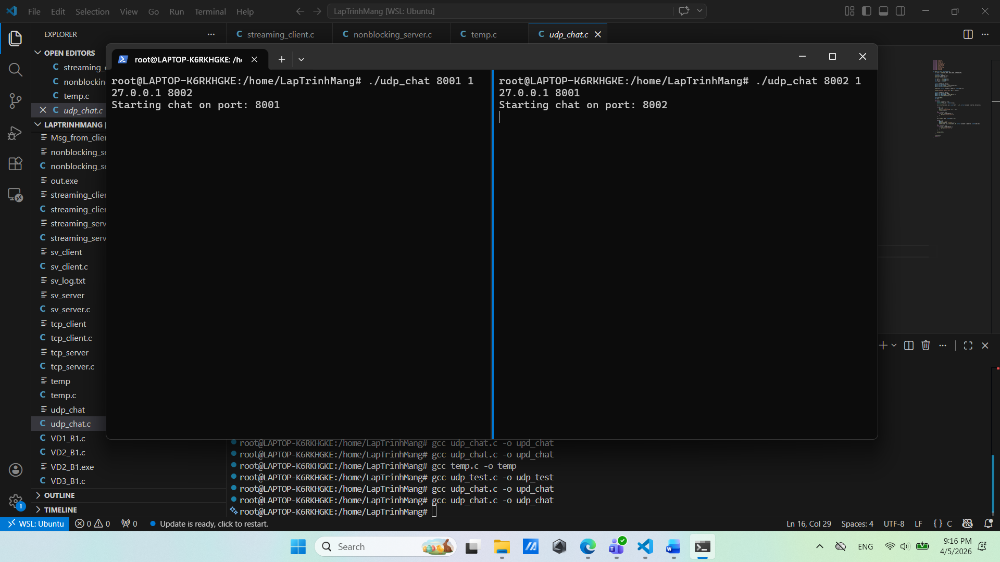 File Edit Selection View Go Run Terminal Help
LapTrinhMang [WSL: Ubuntu]
EXPLORER
streaming_client.c
nonblocking_server.c
temp.c
udp_chat.c
OPEN EDITORS
streaming_c
nonblocking
temp.c
udp_chat.c
LAPTRINHMANG [
Msg_from_clier
nonblocking_se
nonblocking_se
out.exe
streaming_clier
streaming_clier
streaming_serv
streaming_serv
sv_client
sv_client.c
sv_log.txt
sv_server
sv_server.c
tcp_client
tcp_client.c
tcp_server
tcp_server.c
temp
temp.c
udp_chat
udp_chat.c
VD1_B1.c
VD2_B1.c
VD2_B1.exe
VD3_B1.c
OUTLINE
TIMELINE
root@LAPTOP-K6RKHGKE: /h
root@LAPTOP-K6RKHGKE:/home/LapTrinhMang# ./udp_chat 8001 1
27.0.0.1 8002
Starting chat on port: 8001
root@LAPTOP-K6RKHGKE:/home/LapTrinhMang# ./udp_chat 8002 1
27.0.0.1 8001
Starting chat on port: 8002
root@LAPTOP-K6RKHGKE:/home/LapTrinhMang# gcc udp_chat.c -o upd_chat
root@LAPTOP-K6RKHGKE:/home/LapTrinhMang# gcc udp_chat.c -o upd_chat
root@LAPTOP-K6RKHGKE:/home/LapTrinhMang# gcc temp.c -o temp
root@LAPTOP-K6RKHGKE:/home/LapTrinhMang# gcc udp_test.c -o udp_test
root@LAPTOP-K6RKHGKE:/home/LapTrinhMang# gcc udp_chat.c -o upd_chat
root@LAPTOP-K6RKHGKE:/home/LapTrinhMang# gcc udp_chat.c -o udp_chat
root@LAPTOP-K6RKHGKE:/home/LapTrinhMang#
1
WSL: Ubuntu 0 0 0 Update is ready, click to restart.
Ln 16, Col 29 Spaces: 4 UTF-8 LF {} C
Search
ENG
9:16 PM
4/5/2026